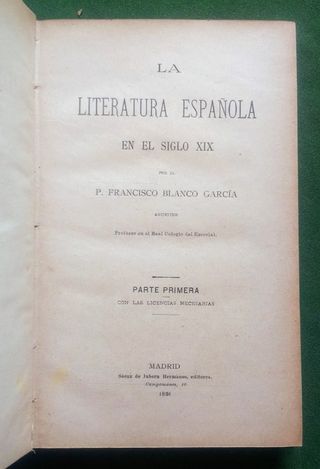 LA
LITERATURA ESPAÑOLA
EN EL SIGLO XIX
POR EL
P. FRANCISCO BLANCO GARCÍA
AGUSTINO
Profesor en el Real Colegio del Escorial.
PARTE PRIMERA
CON LAS LICENCIAS NECESARIAS
MADRID
Sáenz de Jubera Hermanos, editores.
Campomanes, 10
1891